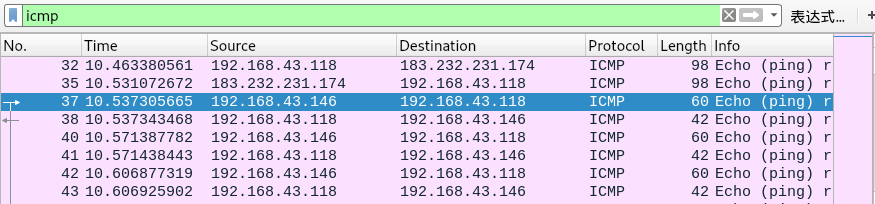 icmp 表达式… +
No. Time Source Destination Protocol Length Info
32 10.463380561 192.168.43.118 183.232.231.174 ICMP 98 Echo (ping) r
35 10.531072672 183.232.231.174 192.168.43.118 ICMP 98 Echo (ping) r
37 10.537305665 192.168.43.146 192.168.43.118 ICMP 60 Echo (ping) r
38 10.537343468 192.168.43.118 192.168.43.146 ICMP 42 Echo (ping) r
40 10.571387782 192.168.43.146 192.168.43.118 ICMP 60 Echo (ping) r
41 10.571438443 192.168.43.118 192.168.43.146 ICMP 42 Echo (ping) r
42 10.606877319 192.168.43.146 192.168.43.118 ICMP 60 Echo (ping) r
43 10.606925902 192.168.43.118 192.168.43.146 ICMP 42 Echo (ping) r